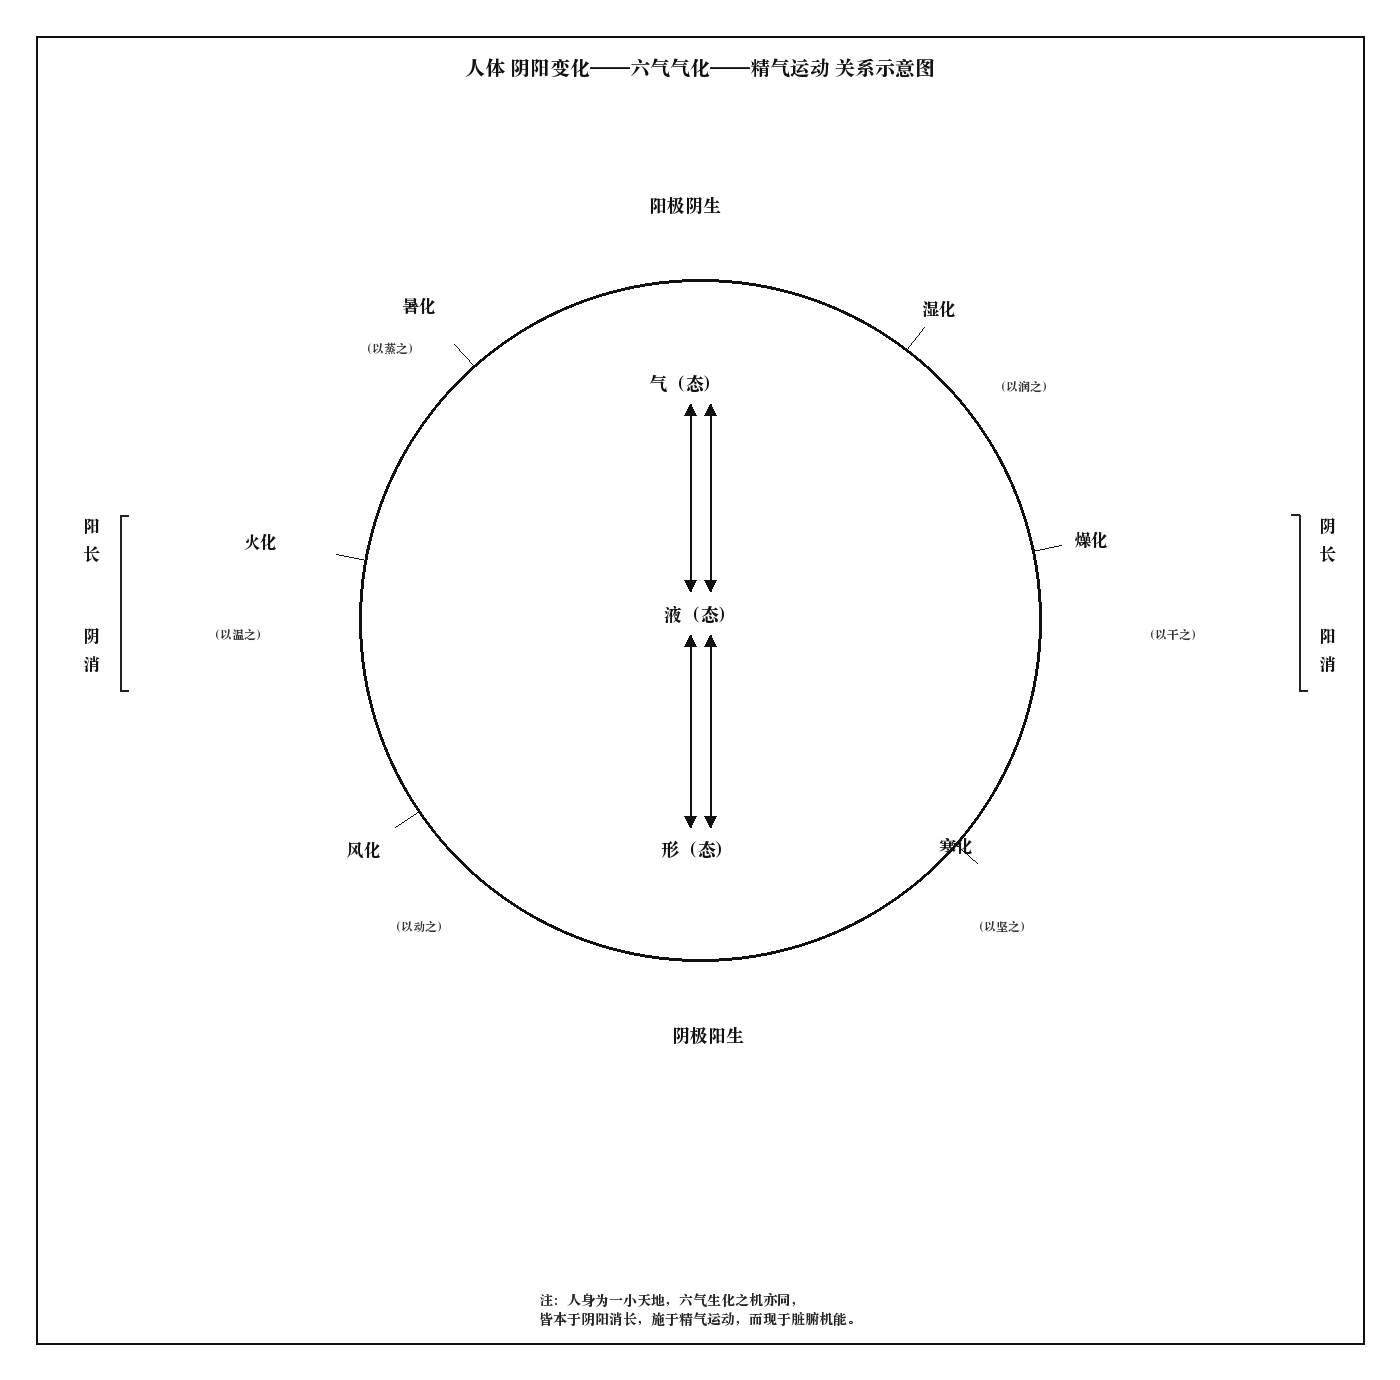 人体 阴阳变化——六气气化——精气运动 关系示意图
阳极阴生
暑化
（以蒸之）
湿化
（以润之）
气（态）
阳长 阴消
火化
（以温之）
燥化
（以干之）
阴长 阳消
液（态）
风化
（以动之）
形（态）
寒化
（以坚之）
阴极阳生
注：人身为一小天地，六气生化之机亦同，
皆本于阴阳消长，施于精气运动，而现于脏腑机能。